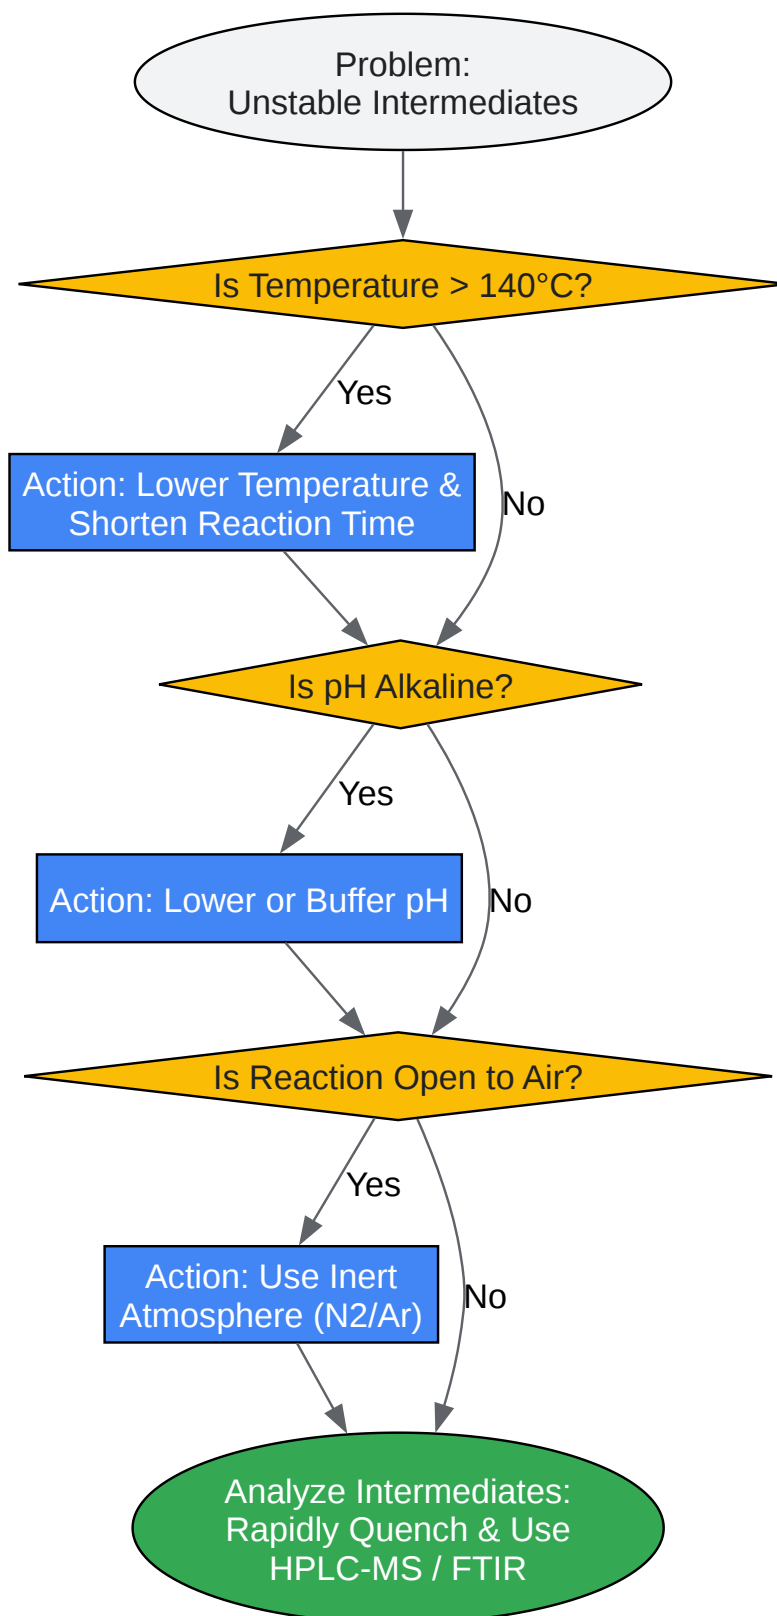 Problem:
Unstable Intermediates
Is Temperature > 140°C?
Yes
Action: Lower Temperature &
Shorten Reaction Time
No
Is pH Alkaline?
Yes
Action: Lower or Buffer pH
No
Is Reaction Open to Air?
Yes
Action: Use Inert
Atmosphere (N2/Ar)
No
Analyze Intermediates:
Rapidly Quench & Use
HPLC-MS / FTIR